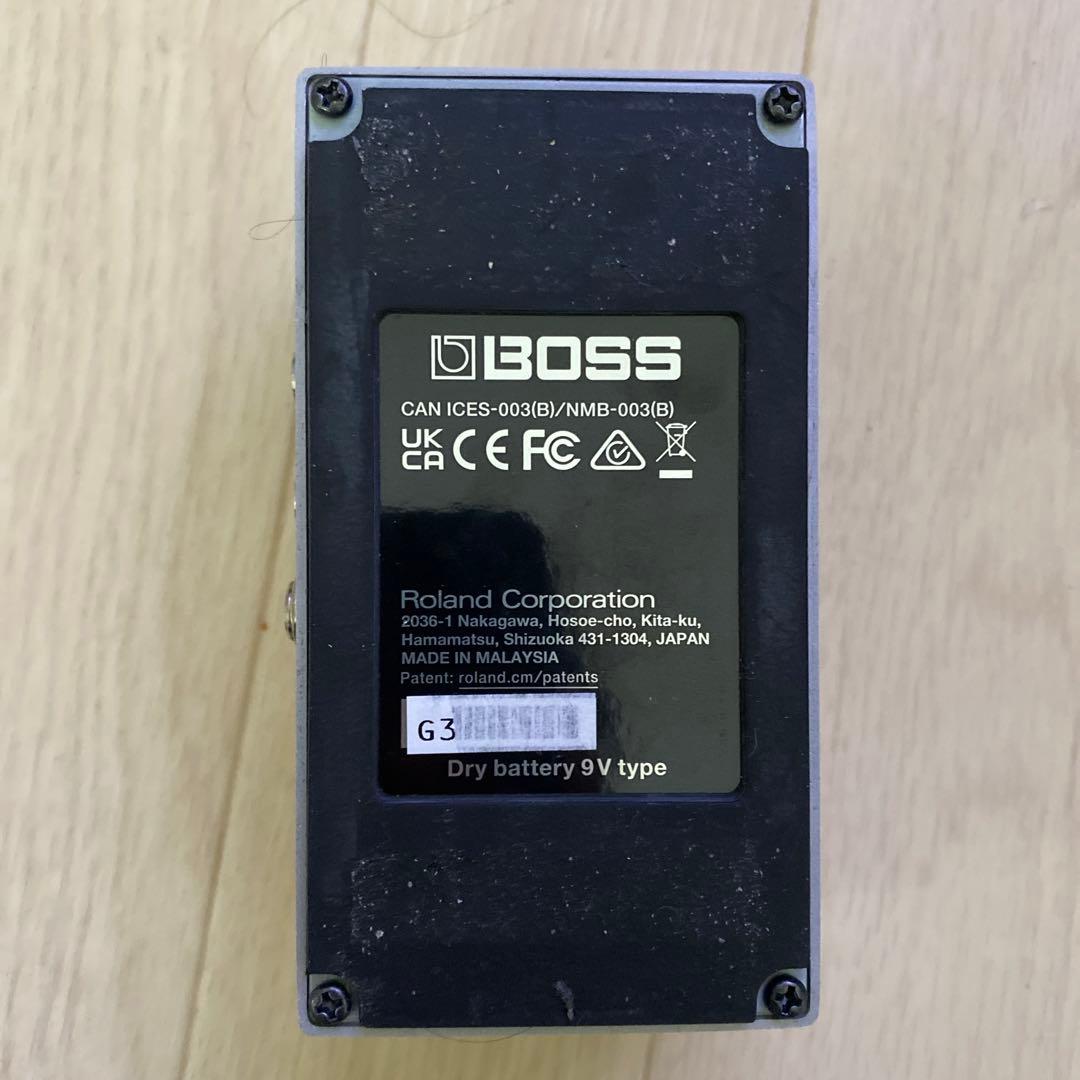 BOSS
CAN ICES-003(B)/NMB-003(B)
UK
CA CE FC
Roland Corporation
2036-1 Nakagawa, Hosoe-cho, Kita-ku,
Hamamatsu, Shizuoka 431-1304, JAPAN
MADE IN MALAYSIA
Patent: roland.cm/patents
G3
Dry battery 9V type